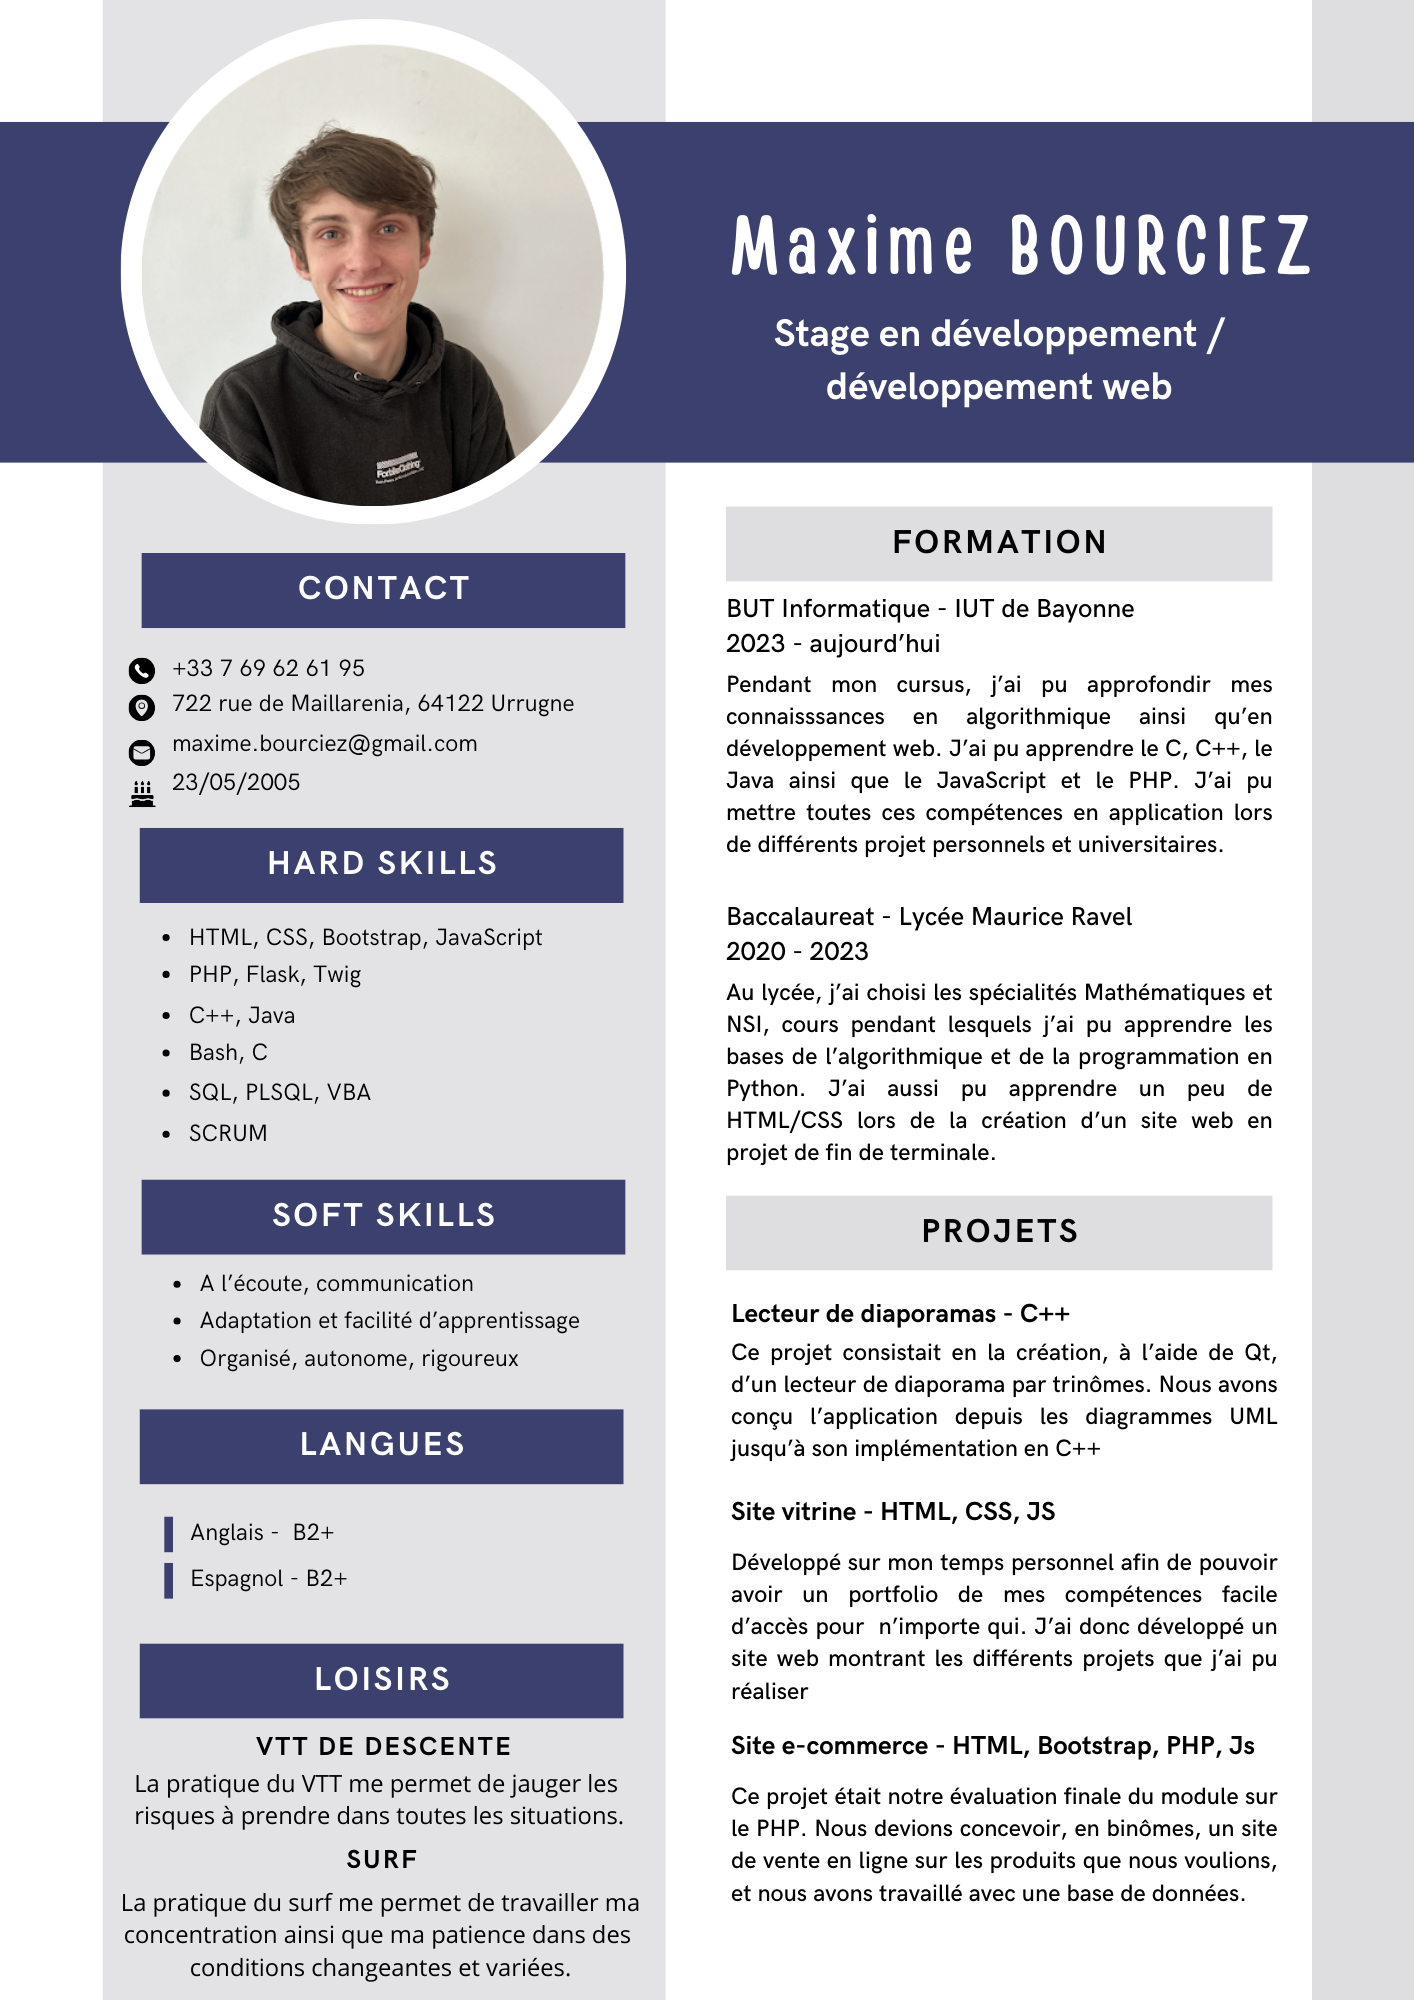 Maxime BOURCIEZ
Stage en développement /
développement web
CONTACT
+33 7 69 62 61 95
722 rue de Maillarenia, 64122 Urrugne
maxime.bourciez@gmail.com
23/05/2005
HARD SKILLS
HTML, CSS, Bootstrap, JavaScript
PHP, Flask, Twig
C++, Java
Bash, C
SQL, PLSQL, VBA
SCRUM
SOFT SKILLS
A l’écoute, communication
Adaptation et facilité d’apprentissage
Organisé, autonome, rigoureux
LANGUES
Anglais - B2+
Espagnol - B2+
LOISIRS
VTT DE DESCENTE
La pratique du VTT me permet de jauger les
risques à prendre dans toutes les situations.
SURF
La pratique du surf me permet de travailler ma
concentration ainsi que ma patience dans des
conditions changeantes et variées.
FORMATION
BUT Informatique - IUT de Bayonne
2023 - aujourd’hui
Pendant mon cursus, j’ai pu approfondir mes
connaisssances en algorithmique ainsi qu’en
développement web. J’ai pu apprendre le C, C++, le
Java ainsi que le JavaScript et le PHP. J’ai pu
mettre toutes ces compétences en application lors
de différents projet personnels et universitaires.
Baccalaureat - Lycée Maurice Ravel
2020 - 2023
Au lycée, j’ai choisi les spécialités Mathématiques et
NSI, cours pendant lesquels j’ai pu apprendre les
bases de l’algorithmique et de la programmation en
Python. J’ai aussi pu apprendre un peu de
HTML/CSS lors de la création d’un site web en
projet de fin de terminale.
PROJETS
Lecteur de diaporamas - C++
Ce projet consistait en la création, à l’aide de Qt,
d’un lecteur de diaporama par trinômes. Nous avons
conçu l’application depuis les diagrammes UML
jusqu’à son implémentation en C++
Site vitrine - HTML, CSS, JS
Développé sur mon temps personnel afin de pouvoir
avoir un portfolio de mes compétences facile
d’accès pour n’importe qui. J’ai donc développé un
site web montrant les différents projets que j’ai pu
réaliser
Site e-commerce - HTML, Bootstrap, PHP, Js
Ce projet était notre évaluation finale du module sur
le PHP. Nous devions concevoir, en binômes, un site
de vente en ligne sur les produits que nous voulions,
et nous avons travaillé avec une base de données.